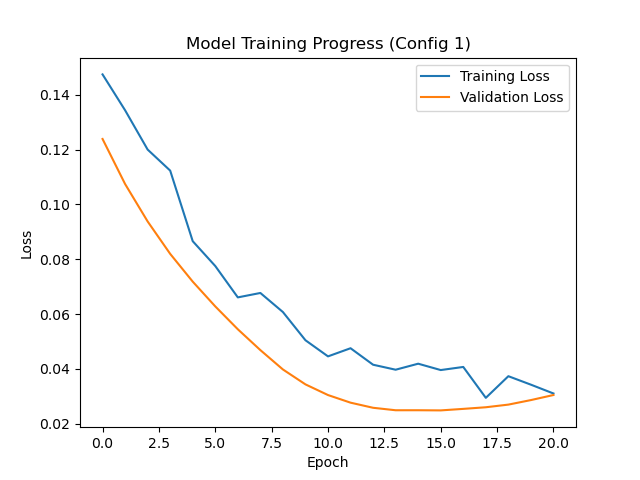 Model Training Progress (Config 1)
Training Loss
Validation Loss
0.14
0.12
0.10
0.08
0.06
0.04
0.02
Loss
0.0 2.5 5.0 7.5 10.0 12.5 15.0 17.5 20.0
Epoch